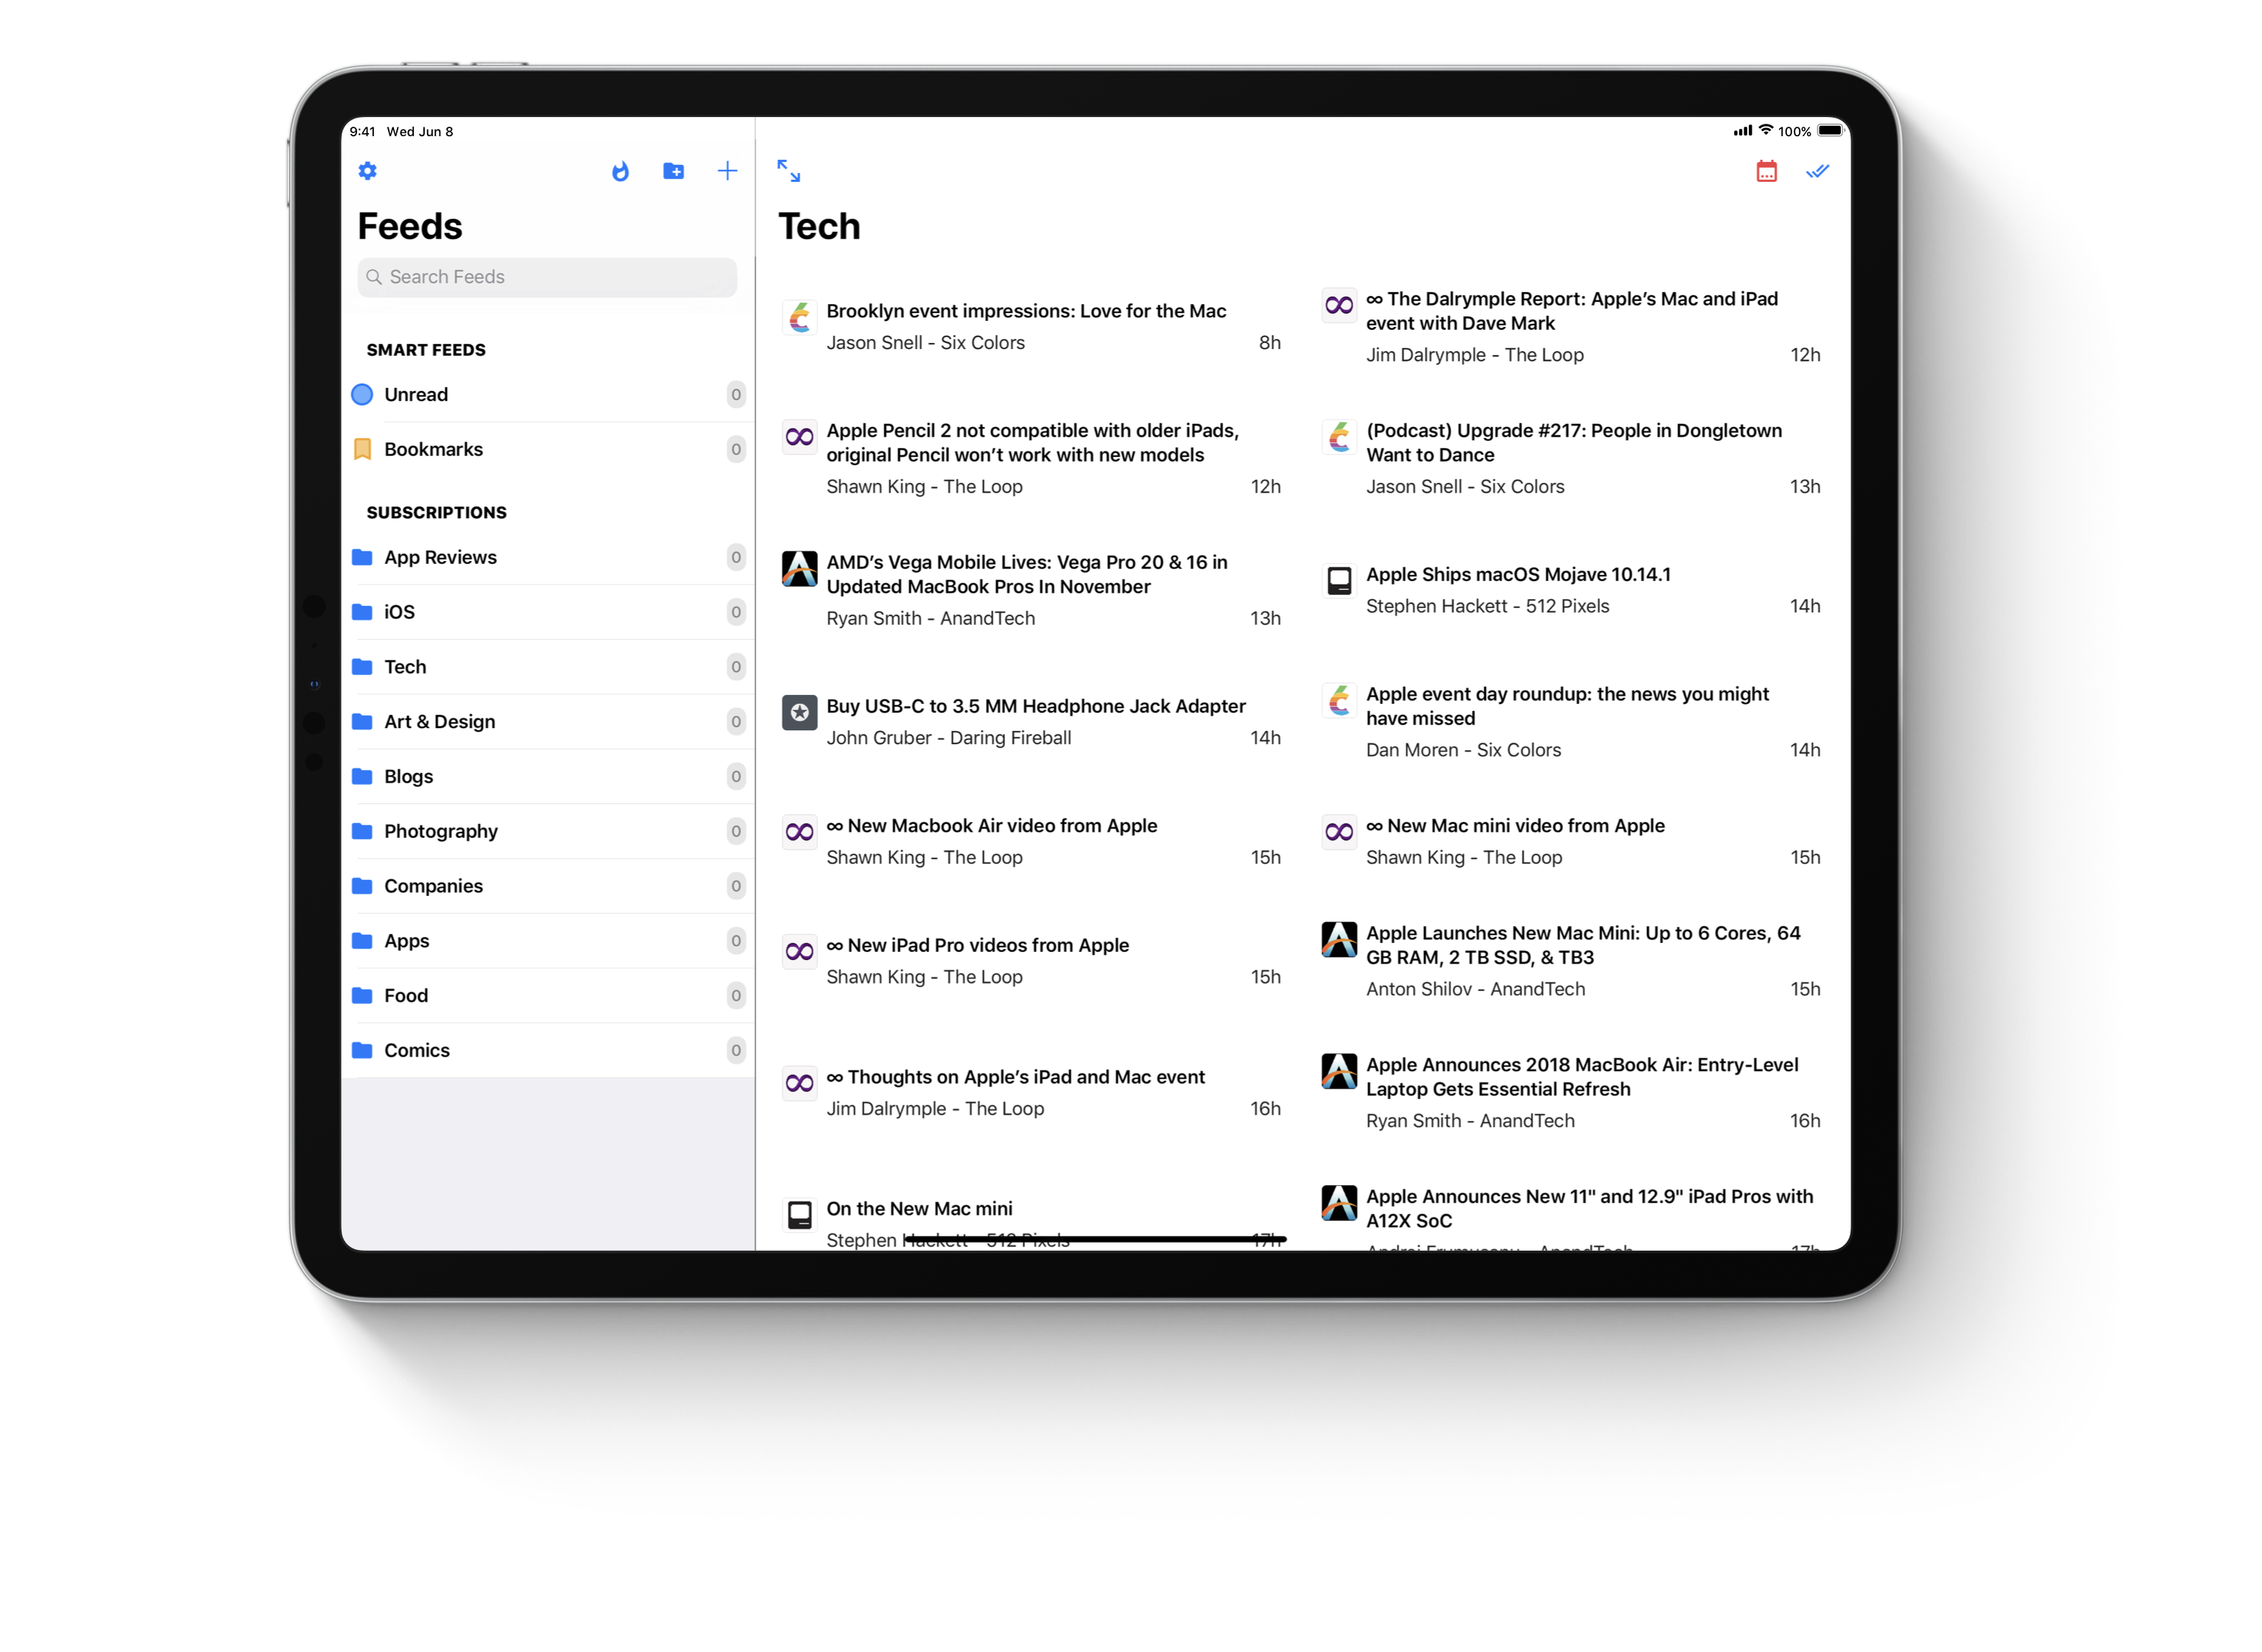 9:41 Wed Jun 8
100%
Feeds
Search Feeds
SMART FEEDS
Unread 0
Bookmarks 0
SUBSCRIPTIONS
App Reviews 0
iOS 0
Tech 0
Art & Design 0
Blogs 0
Photography 0
Companies 0
Apps 0
Food 0
Comics 0
Tech
Brooklyn event impressions: Love for the Mac
Jason Snell - Six Colors 8h
∞ The Dalrymple Report: Apple’s Mac and iPad
event with Dave Mark
Jim Dalrymple - The Loop 12h
Apple Pencil 2 not compatible with older iPads,
original Pencil won’t work with new models
Shawn King - The Loop 12h
(Podcast) Upgrade #217: People in Dongletown
Want to Dance
Jason Snell - Six Colors 13h
AMD’s Vega Mobile Lives: Vega Pro 20 & 16 in
Updated MacBook Pros In November
Ryan Smith - AnandTech 13h
Apple Ships macOS Mojave 10.14.1
Stephen Hackett - 512 Pixels 14h
Buy USB-C to 3.5 MM Headphone Jack Adapter
John Gruber - Daring Fireball 14h
Apple event day roundup: the news you might
have missed
Dan Moren - Six Colors 14h
∞ New Macbook Air video from Apple
Shawn King - The Loop 15h
∞ New Mac mini video from Apple
Shawn King - The Loop 15h
∞ New iPad Pro videos from Apple
Shawn King - The Loop 15h
Apple Launches New Mac Mini: Up to 6 Cores, 64
GB RAM, 2 TB SSD, & TB3
Anton Shilov - AnandTech 15h
∞ Thoughts on Apple’s iPad and Mac event
Jim Dalrymple - The Loop 16h
Apple Announces 2018 MacBook Air: Entry-Level
Laptop Gets Essential Refresh
Ryan Smith - AnandTech 16h
On the New Mac mini
Stephen Hackett - 512 Pixels 17h
Apple Announces New 11" and 12.9" iPad Pros with
A12X SoC